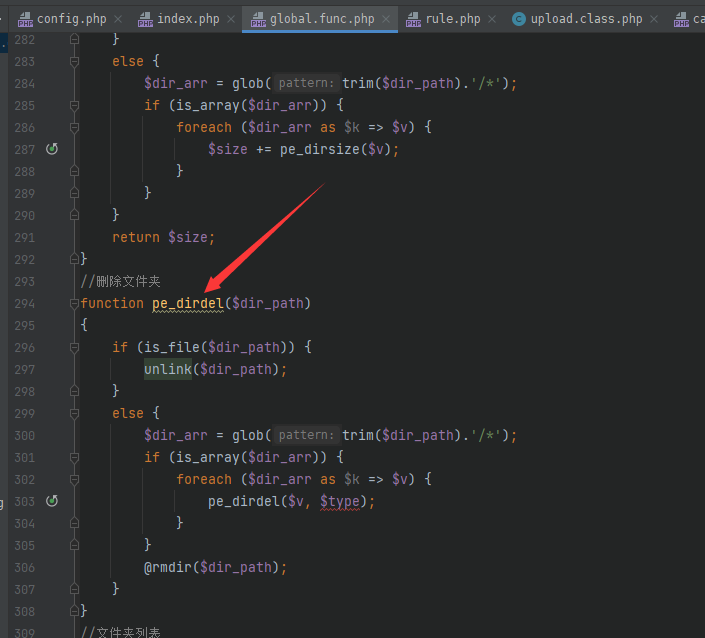 config.php index.php global.func.php rule.php upload.class.php ca
282 }
283 else {
284 $dir_arr = glob( pattern: trim($dir_path).'/*');
285 if (is_array($dir_arr)) {
286 foreach ($dir_arr as $k => $v) {
287 $size += pe_dirsize($v);
288 }
289 }
290 }
291 return $size;
292 }
293 //删除文件夹
294 function pe_dirdel($dir_path)
295 {
296 if (is_file($dir_path)) {
297 unlink($dir_path);
298 }
299 else {
300 $dir_arr = glob( pattern: trim($dir_path).'/*');
301 if (is_array($dir_arr)) {
302 foreach ($dir_arr as $k => $v) {
303 pe_dirdel($v, $type);
304 }
305 }
306 @rmdir($dir_path);
307 }
308 }
309 //文件夹列表